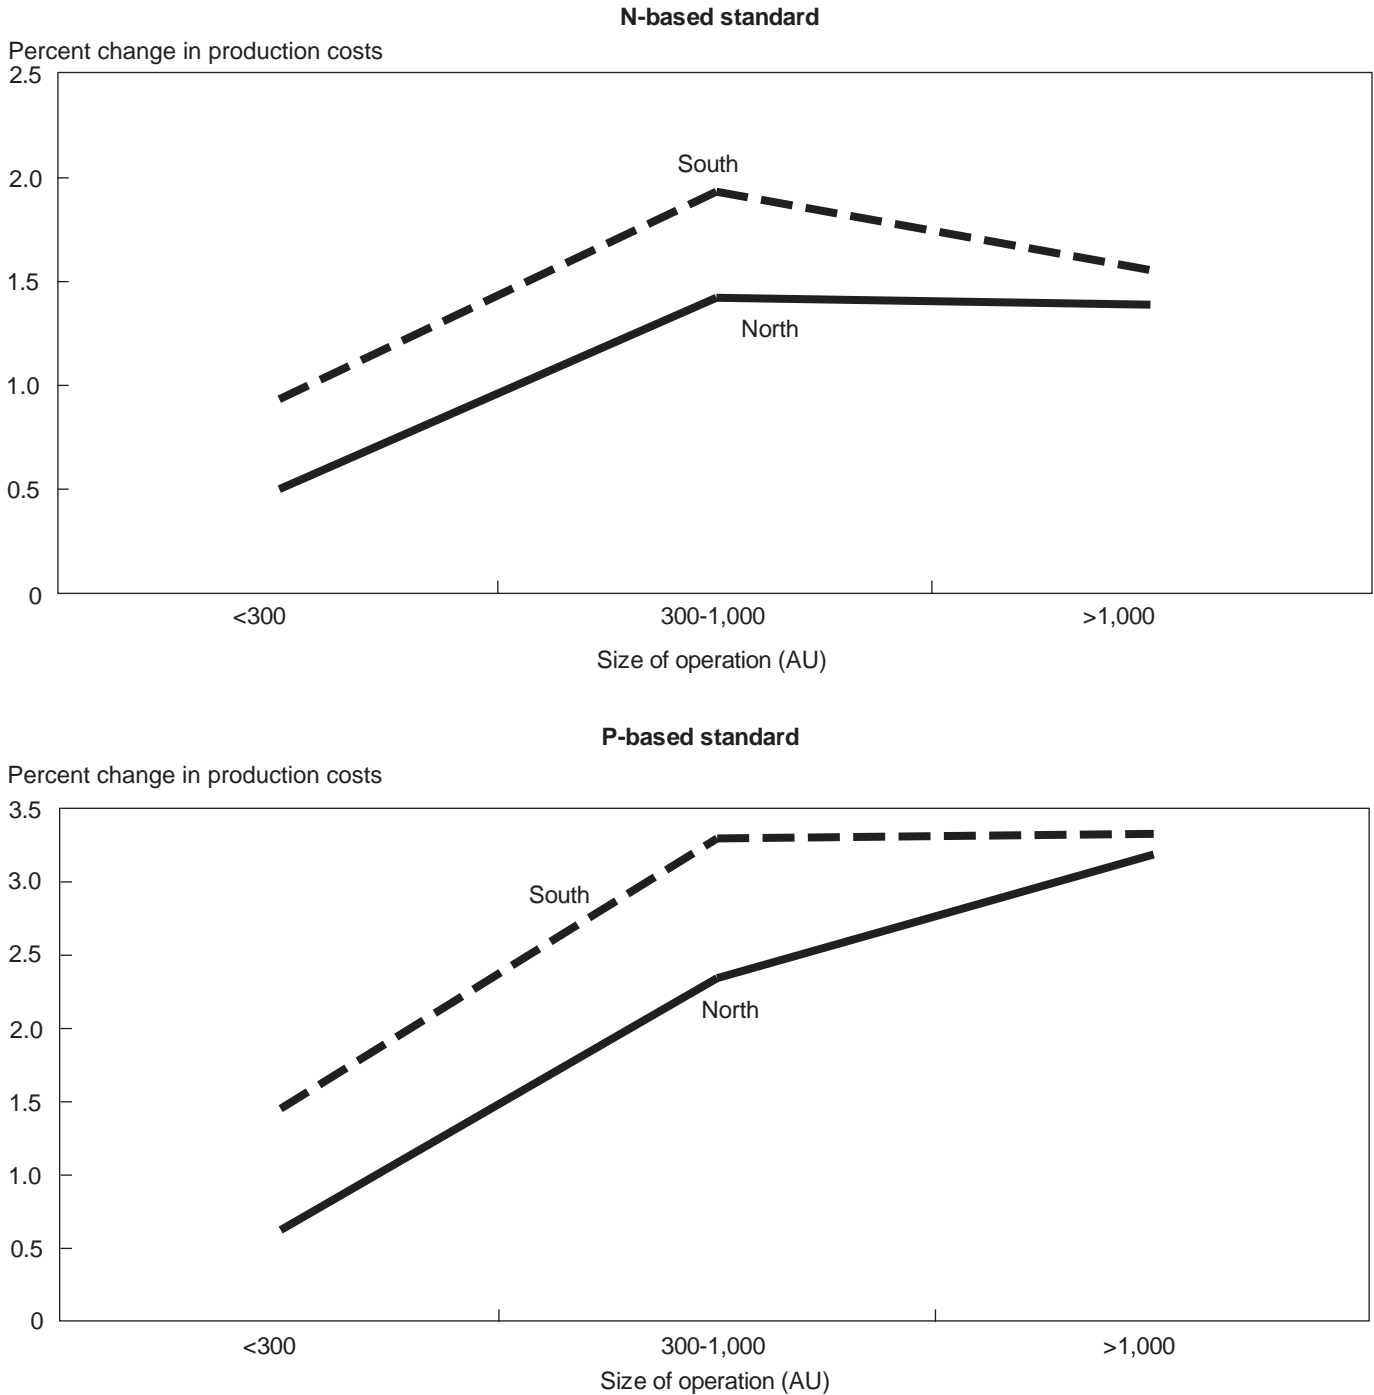 N-based standard
Percent change in production costs
2.5
2.0
South
1.5
North
1.0
0.5
0
<300 300-1,000 >1,000
Size of operation (AU)
P-based standard
Percent change in production costs
3.5
3.0
South
2.5
North
2.0
1.5
1.0
0.5
0
<300 300-1,000 >1,000
Size of operation (AU)